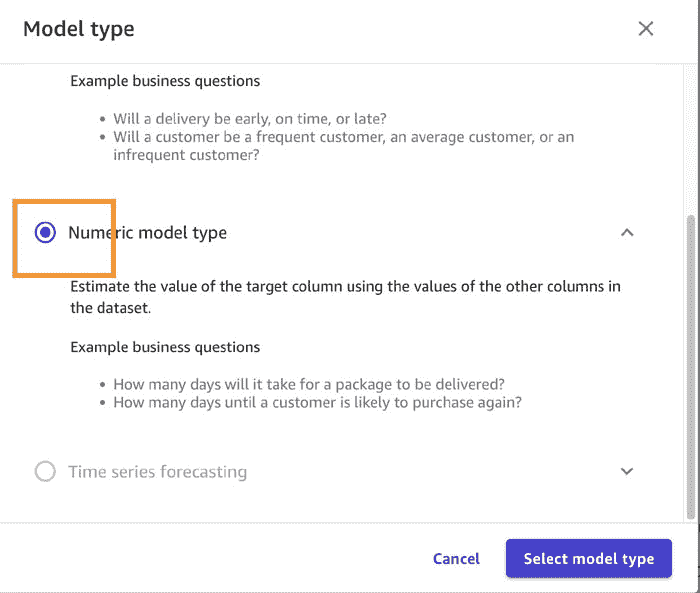 Model type
Example business questions
• Will a delivery be early, on time, or late?
• Will a customer be a frequent customer, an average customer, or an
infrequent customer?
Numeric model type
Estimate the value of the target column using the values of the other columns in
the dataset.
Example business questions
• How many days will it take for a package to be delivered?
• How many days until a customer is likely to purchase again?
Time series forecasting
Cancel
Select model type